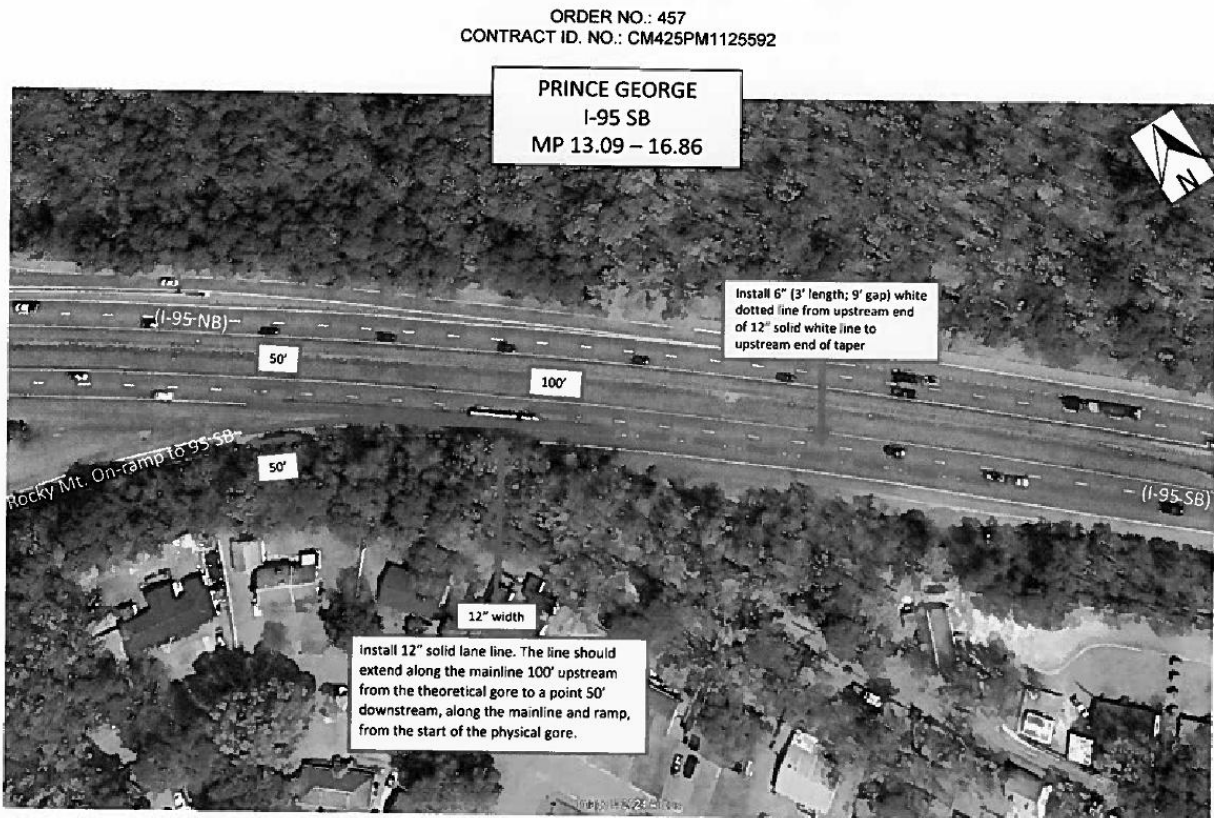 ORDER NO.: 457
CONTRACT ID. NO.: CM425PM1125592
PRINCE GEORGE
I-95 SB
MP 13.09 – 16.86
N
Install 6" (3' length; 9' gap) white
dotted line from upstream end
of 12" solid white line to
upstream end of taper
(I-95-NB)
50'
100'
Rocky Mt. On-ramp to 95 SB
50'
(I-95-SB)
12" width
Install 12" solid lane line. The line should
extend along the mainline 100' upstream
from the theoretical gore to a point 50'
downstream, along the mainline and ramp,
from the start of the physical gore.